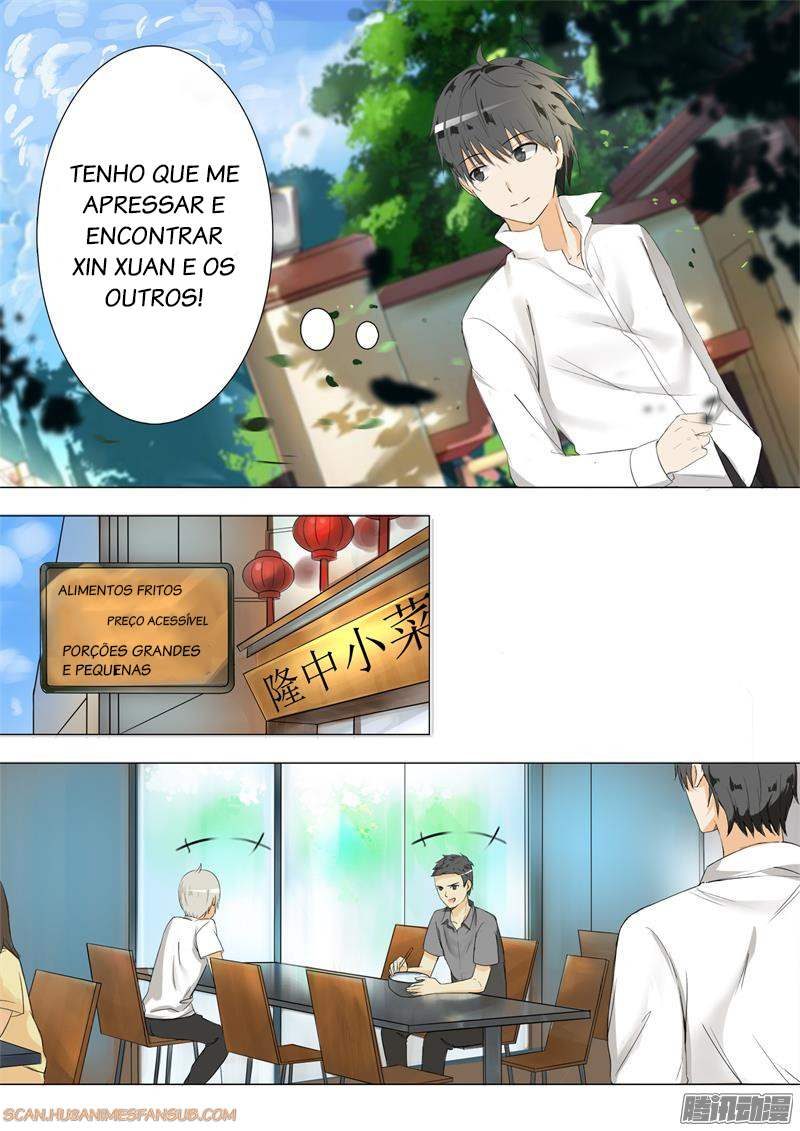 TENHO QUE ME
APRESSAR E
ENCONTRAR
XIN XUAN E OS
OUTROS!
ALIMENTOS FRITOS
PREÇO ACESSÍVEL
PORÇÕES GRANDES
E PEQUENAS
隆中小菜
SCAN.HU3ANIMESFANSUB.COM
腾讯动漫